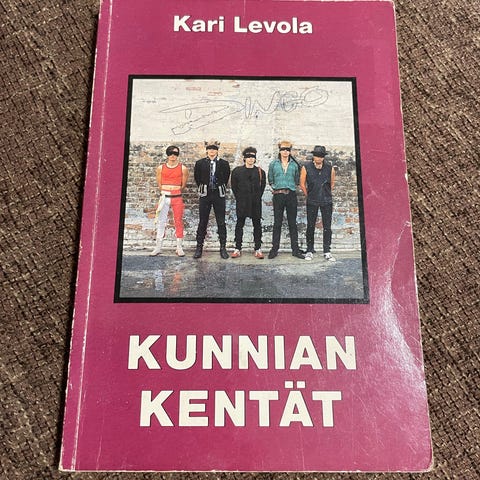 Kari Levola
DINGO
KUNNIAN
KENTÄT